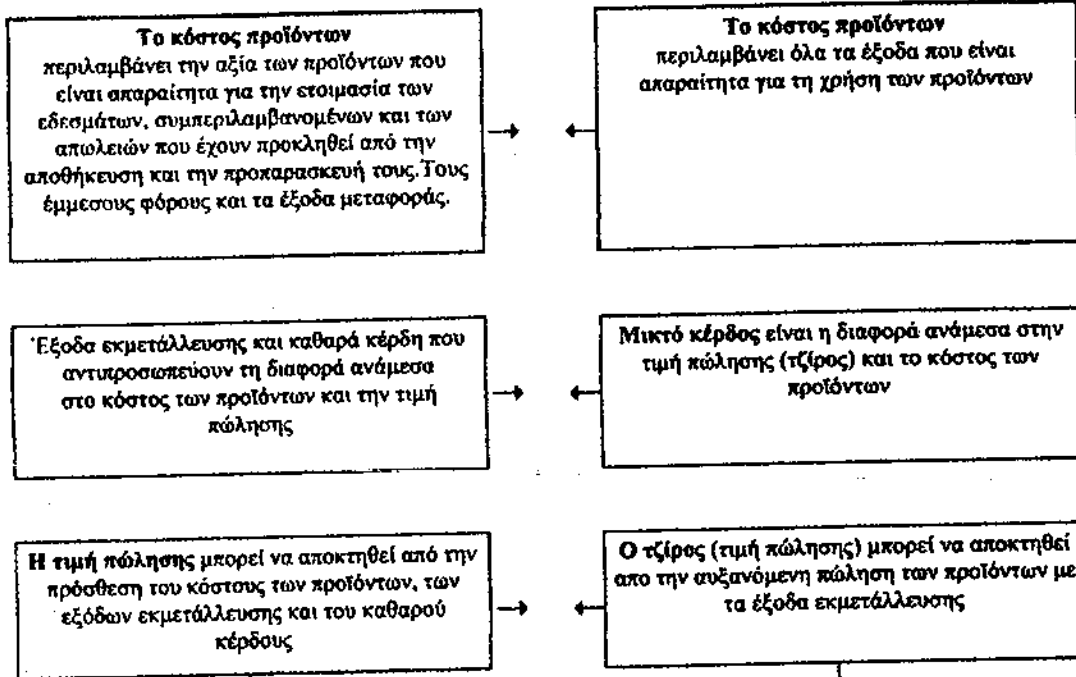 Το κόστος προϊόντων
περιλαμβάνει την αξία των προϊόντων που
είναι απαραίτητα για την ετοιμασία των
εδεσμάτων, συμπεριλαμβανομένων και των
απωλειών που έχουν προκληθεί από την
αποθήκευση και την προπαρασκευή τους.Τους
έμμεσους φόρους και τα έξοδα μεταφοράς.
Το κόστος προϊόντων
περιλαμβάνει όλα τα έξοδα που είναι
απαραίτητα για τη χρήση των προϊόντων
Έξοδα εκμετάλλευσης και καθαρά κέρδη που
αντιπροσωπεύουν τη διαφορά ανάμεσα
στο κόστος των προϊόντων και την τιμή
πώλησης
Μικτό κέρδος είναι η διαφορά ανάμεσα στην
τιμή πώλησης (τζίρος) και το κόστος των
προϊόντων
Η τιμή πώλησης μπορεί να αποκτηθεί από την
πρόσθεση του κόστους των προϊόντων, των
εξόδων εκμετάλλευσης και του καθαρού
κέρδους
Ο τζίρος (τιμή πώλησης) μπορεί να αποκτηθεί
απο την αυξανόμενη πώληση των προϊόντων με
τα έξοδα εκμετάλλευσης